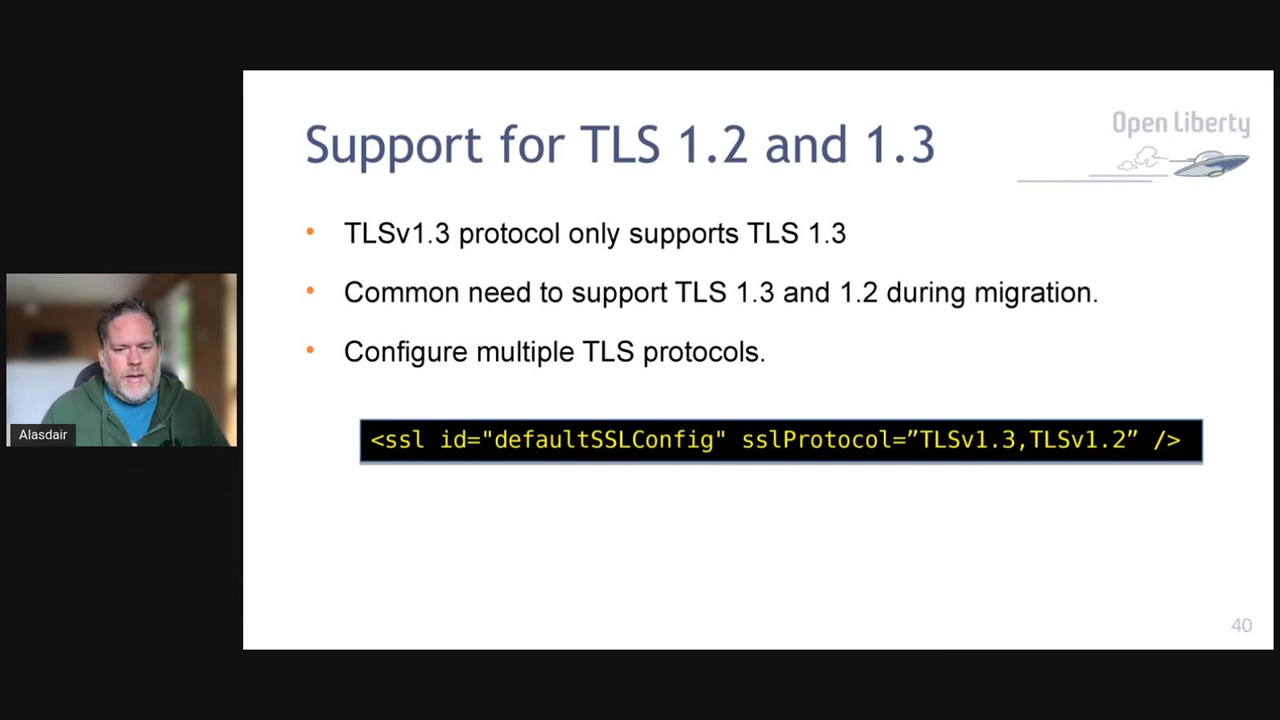 Support for TLS 1.2 and 1.3
Open Liberty
• TLSv1.3 protocol only supports TLS 1.3
• Common need to support TLS 1.3 and 1.2 during migration.
• Configure multiple TLS protocols.
<ssl id="defaultSSLConfig" sslProtocol=”TLSv1.3,TLSv1.2” />
Alasdair
40